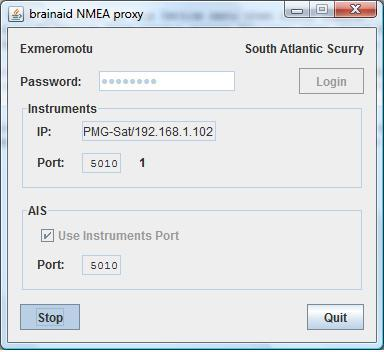 brainaid NMEA proxy
Exmeromotu South Atlantic Scurry
Password: Login
Instruments
IP: PMG-Sat/192.168.1.102
Port: 5010 1
AIS
Use Instruments Port
Port: 5010
Stop Quit